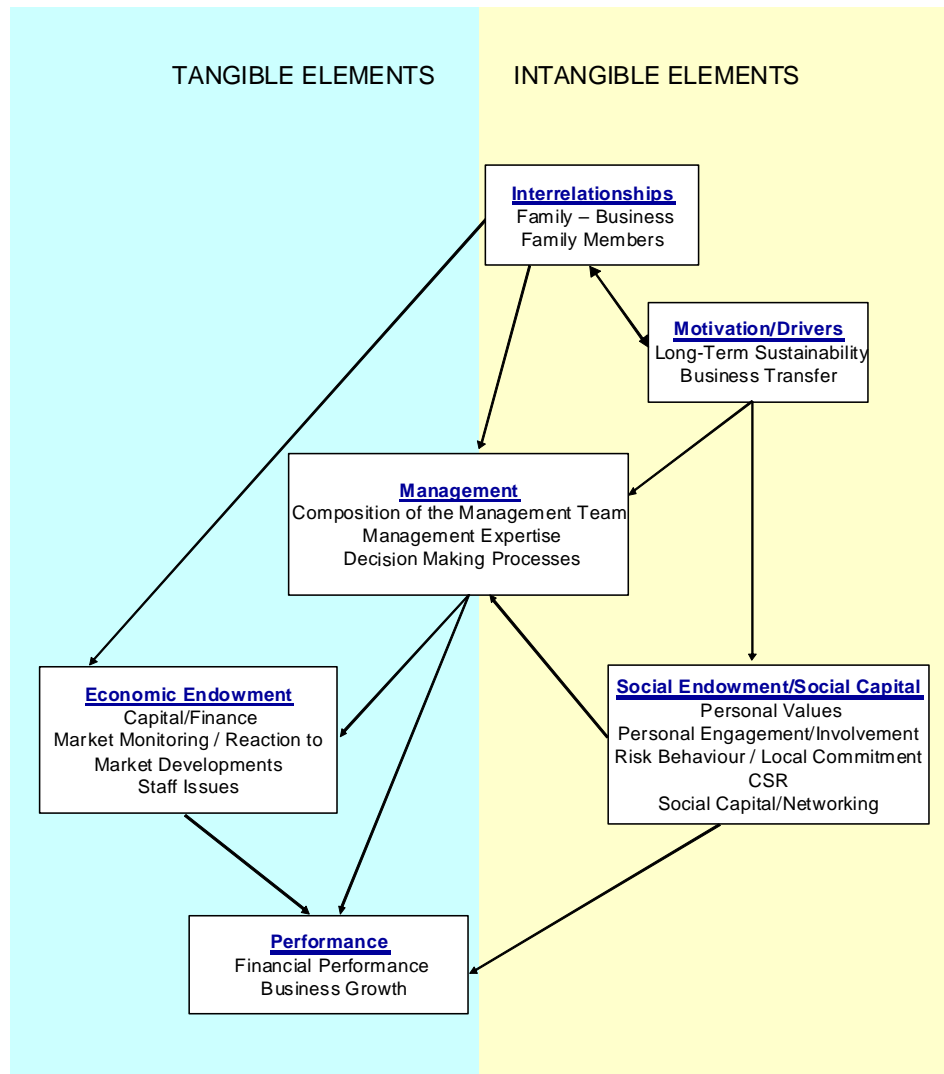 TANGIBLE ELEMENTS
INTANGIBLE ELEMENTS
Interrelationships
Family – Business
Family Members
Motivation/Drivers
Long-Term Sustainability
Business Transfer
Management
Composition of the Management Team
Management Expertise
Decision Making Processes
Economic Endowment
Capital/Finance
Market Monitoring / Reaction to
Market Developments
Staff Issues
Social Endowment/Social Capital
Personal Values
Personal Engagement/Involvement
Risk Behaviour / Local Commitment
CSR
Social Capital/Networking
Performance
Financial Performance
Business Growth